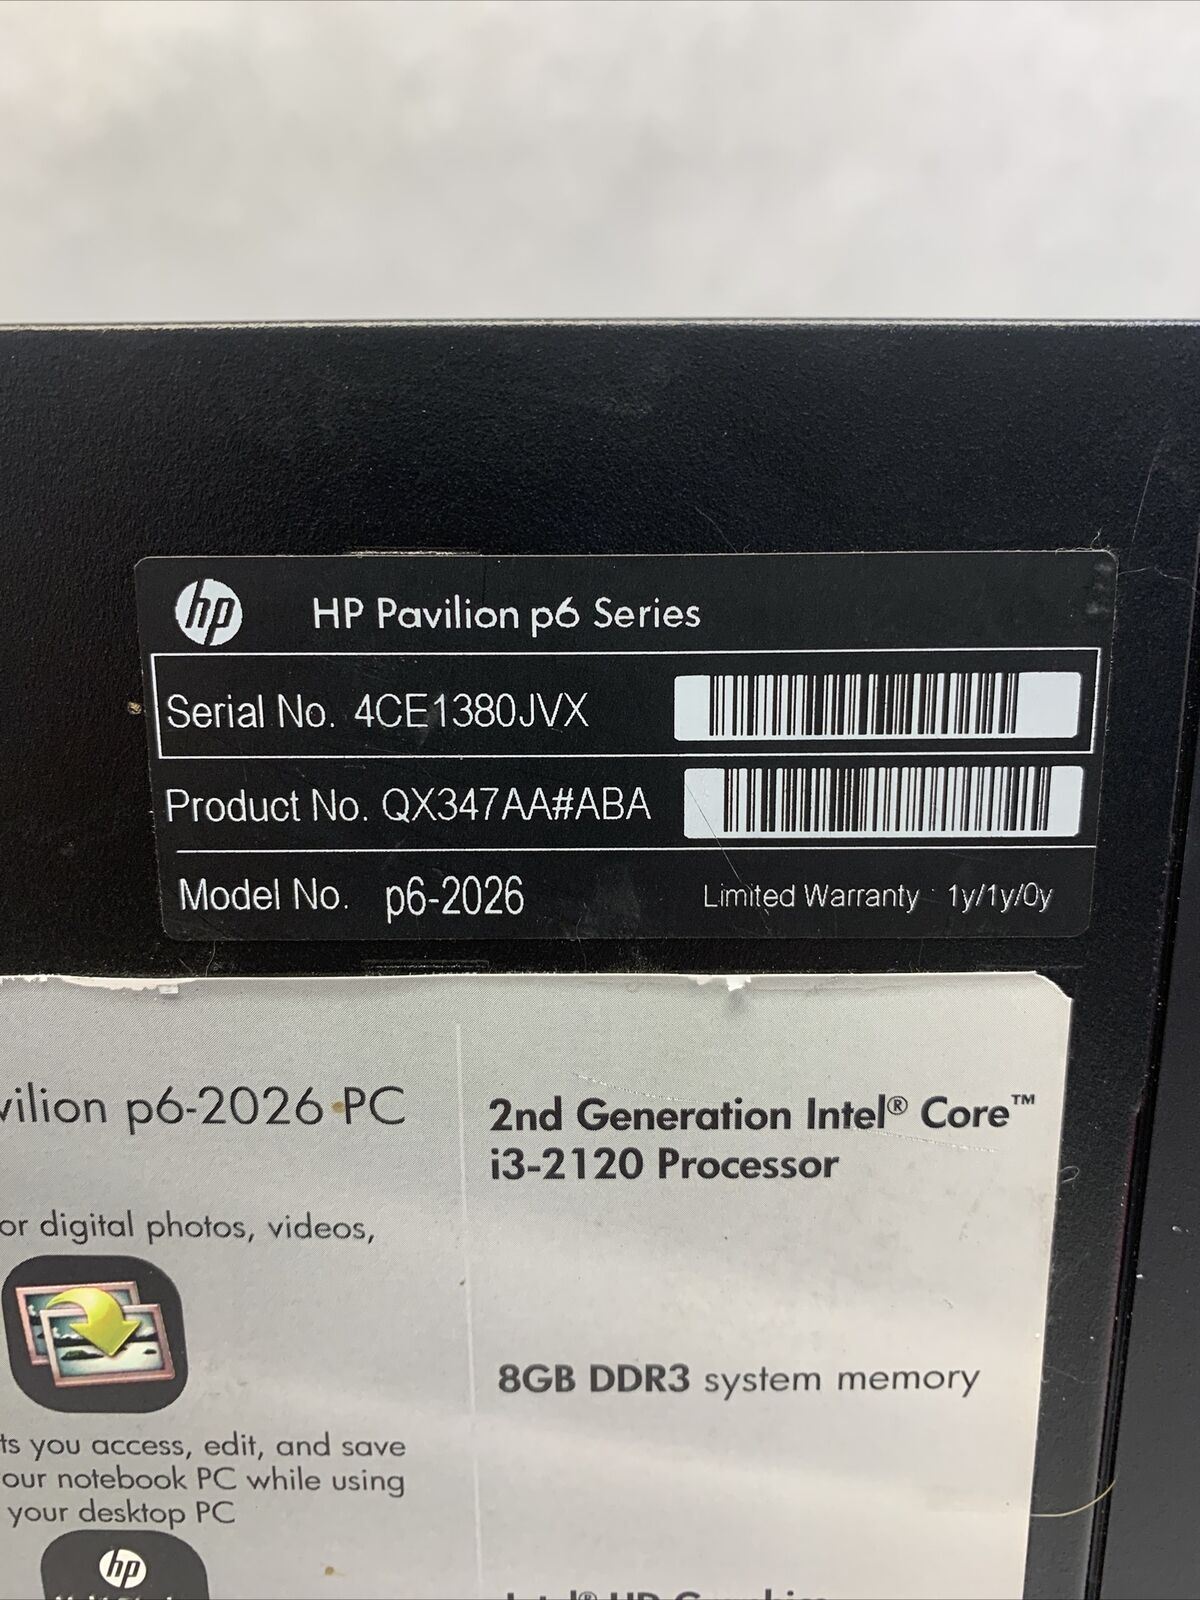 hp HP Pavilion p6 Series
Serial No. 4CE1380JVX
Product No. QX347AA#ABA
Model No. p6-2026 Limited Warranty 1y/1y/0y
vilion p6-2026 PC
2nd Generation Intel® Core™
i3-2120 Processor
or digital photos, videos,
8GB DDR3 system memory
ts you access, edit, and save
our notebook PC while using
your desktop PC
hp